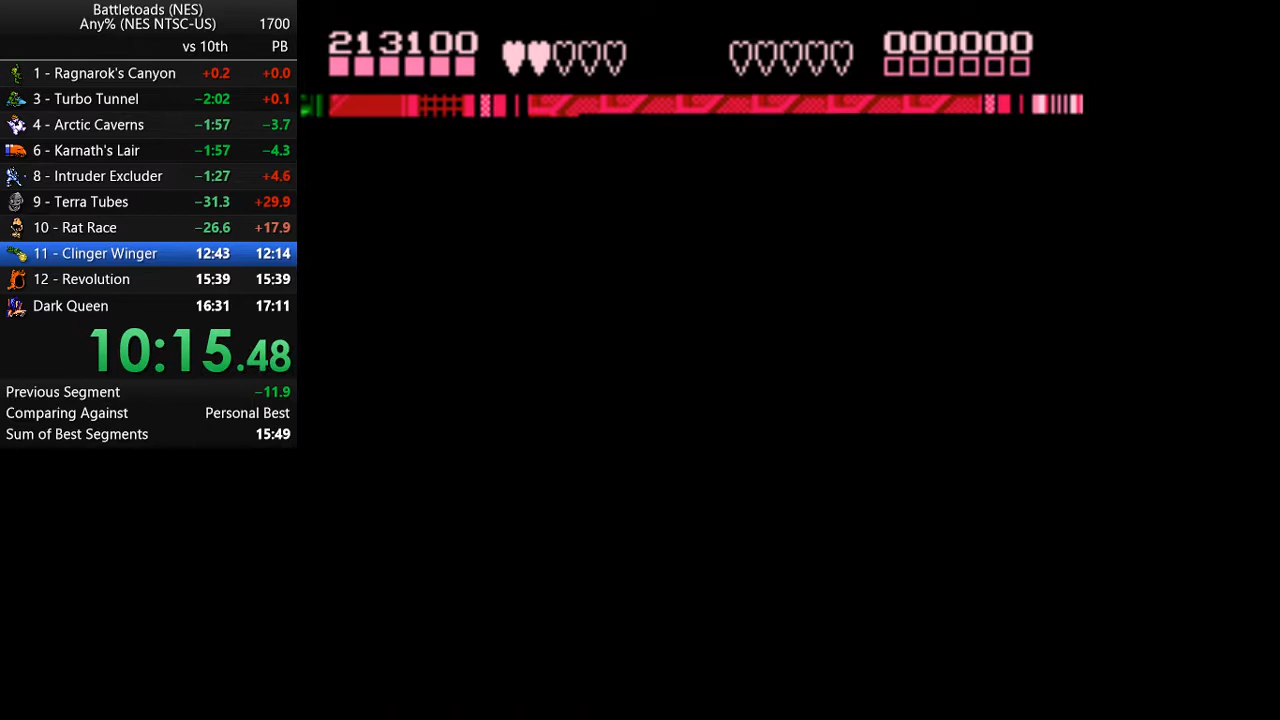 Battletoads (NES)
Any% (NES NTSC-US) 1700
vs 10th PB
1 - Ragnarok's Canyon +0.2 +0.0
3 - Turbo Tunnel −2:02 +0.1
4 - Arctic Caverns −1:57 −3.7
6 - Karnath's Lair −1:57 −4.3
8 - Intruder Excluder −1:27 +4.6
9 - Terra Tubes −31.3 +29.9
10 - Rat Race −26.6 +17.9
11 - Clinger Winger 12:43 12:14
12 - Revolution 15:39 15:39
Dark Queen 16:31 17:11
10:15.48
Previous Segment −11.9
Comparing Against Personal Best
Sum of Best Segments 15:49
213100 000000